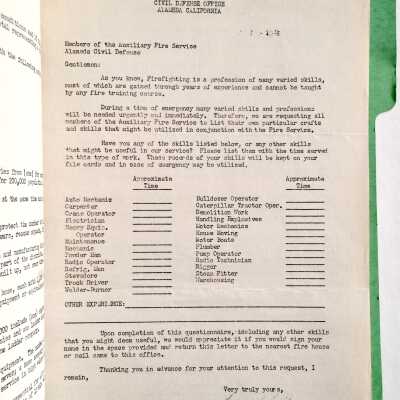 CIVIL DEFENSE OFFICE
ALAMEDA CALIFORNIA
Members of the Auxiliary Fire Service
Alameda Civil Defense
Gentlemen:
As you know, Firefighting is a profession of many varied skills,
most of which are gained through years of experience and cannot be taught
by any fire training course.
During a time of emergency many varied skills and professions
will be needed urgently and immediately. Therefore, we are requesting all
members of the Auxiliary Fire Service to list their own particular crafts
and skills that might be utilized in conjunction with the Fire Service.
Have you any of the skills listed below, or any other skills
that might be useful in our service? Please list them with the time served
in this type of work. These records of your skills will be kept on your
file cards and in case of emergency may be utilized.
Approximate Time
Approximate Time
Auto Mechanic
Carpenter
Crane Operator
Electrician
Heavy Equip. Operator
Maintenance
Mechanic
Powder Man
Radio Operator
Refrig. Man
Stevedore
Truck Driver
Welder-Burner
Bulldozer Operator
Caterpillar Tractor Oper.
Demolition Work
Handling Explosives
Motor Mechanics
House Moving
Motor Boats
Plumber
Pump Operator
Radio Technician
Rigger
Steam Fitter
Warehousing
OTHER EXPERIENCE:
Upon completion of this questionnaire, including any other skills
that you might deem useful, we would appreciate it if you would sign your
name in the space provided and return this letter to the nearest fire house
or mail same to this office.
Thanking you in advance for your attention to this request, I
remain,
Very truly yours,